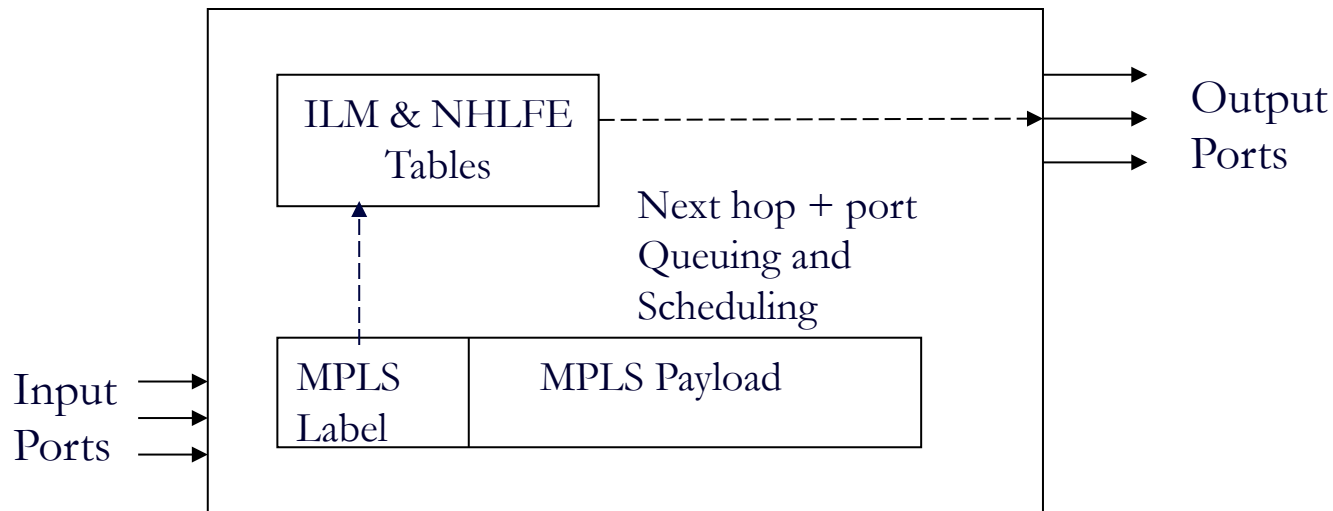 ILM & NHLFE
Tables
Output
Ports
Next hop + port
Queuing and
Scheduling
MPLS
Label
MPLS Payload
Input
Ports